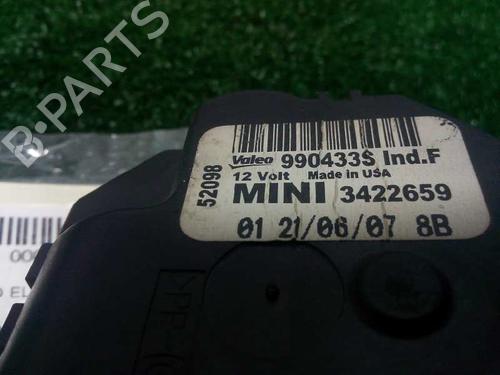 B-PARTS
52098
Valeo 990433S Ind.F
12 Volt Made in USA
MINI 3422659
01 21/06/07 8B